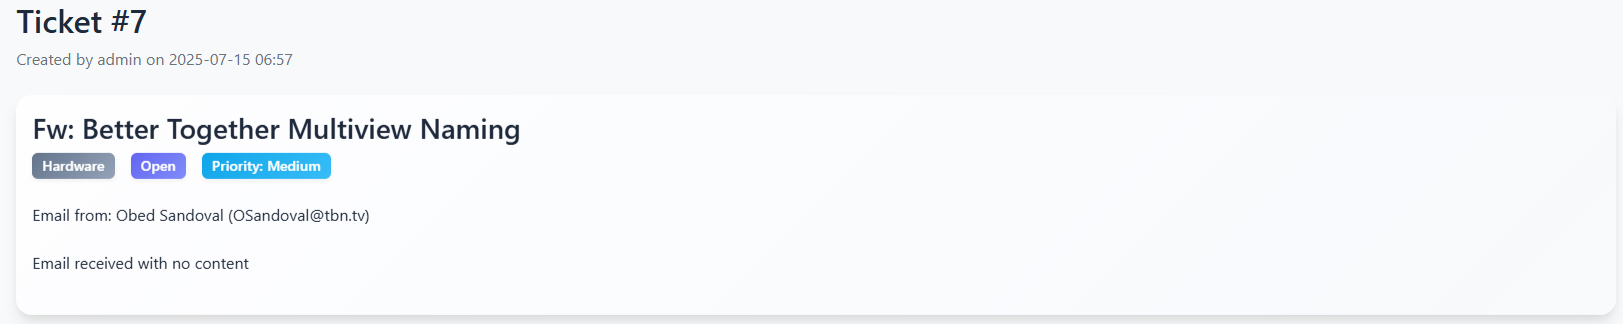 Ticket #7
Created by admin on 2025-07-15 06:57
Fw: Better Together Multiview Naming
Hardware Open Priority: Medium
Email from: Obed Sandoval (OSandoval@tbn.tv)
Email received with no content